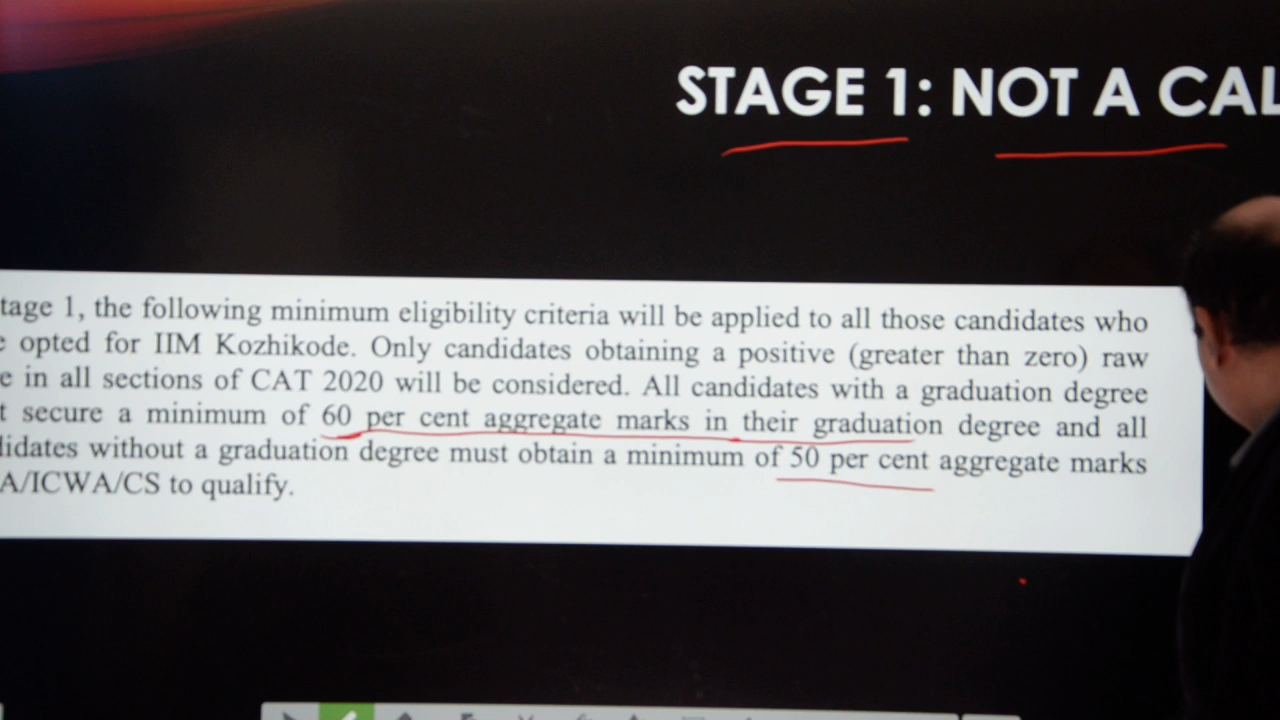 STAGE 1: NOT A CAL
tage 1, the following minimum eligibility criteria will be applied to all those candidates who
e opted for IIM Kozhikode. Only candidates obtaining a positive (greater than zero) raw
e in all sections of CAT 2020 will be considered. All candidates with a graduation degree
t secure a minimum of 60 per cent aggregate marks in their graduation degree and all
lidates without a graduation degree must obtain a minimum of 50 per cent aggregate marks
A/ICWA/CS to qualify.